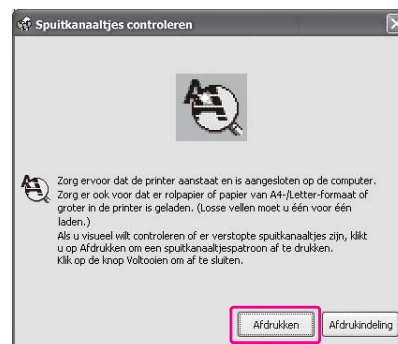 Spuitkanaaltjes controleren
Zorg ervoor dat de printer aanstaat en is aangesloten op de computer.
Zorg er ook voor dat er rolpapier of papier van A4-/Letter-formaat of
groter in de printer is geladen. (Losse vellen moet u één voor één
laden.)
Als u visueel wilt controleren of er verstopte spuitkanaaltjes zijn, klikt
u op Afdrukken om een spuitkanaaltjespatroon af te drukken.
Klik op de knop Voltooien om af te sluiten.
Afdrukken Afdrukindeling